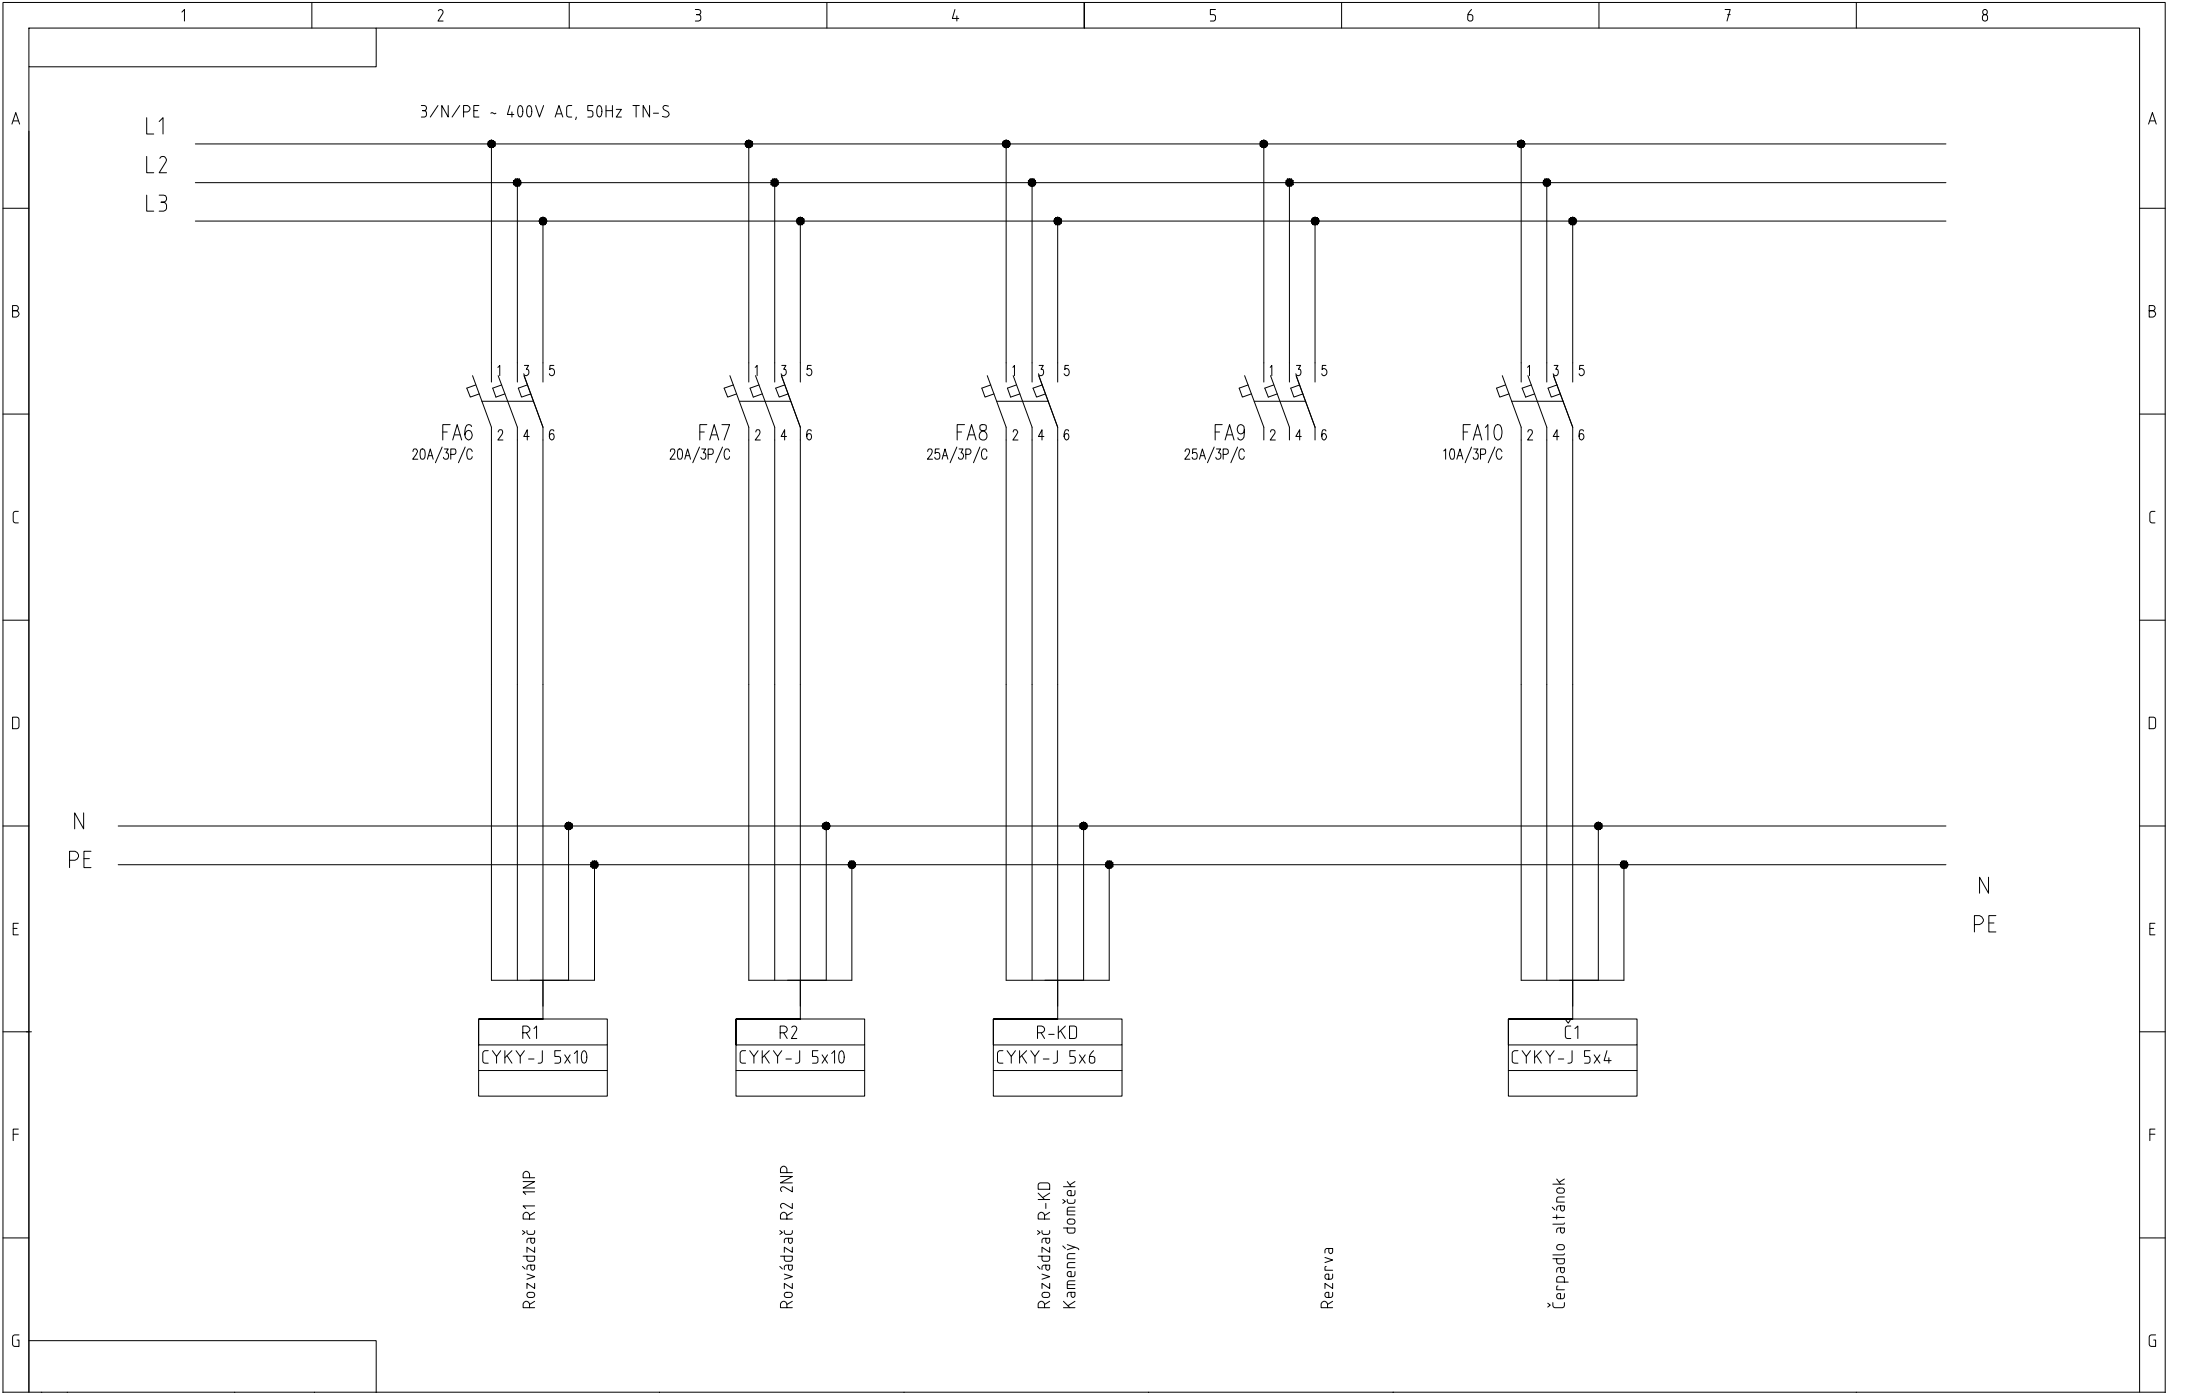 1 2 3 4 5 6 7 8
3/N/PE ~ 400V AC, 50Hz TN-S
A A
L1
L2
L3
B B
1 3 5 1 3 5 1 3 5 1 3 5 1 3 5
FA6 2 4 6 FA7 2 4 6 FA8 2 4 6 FA9 2 4 6 FA10 2 4 6
20A/3P/C 20A/3P/C 25A/3P/C 25A/3P/C 10A/3P/C
C C
D D
N
PE
N
PE
E E
R1 R2 R-KD Č1
CYKY-J 5x10 CYKY-J 5x10 CYKY-J 5x6 CYKY-J 5x4
F F
Rozvádzač R1 1NP
Rozvádzač R2 2NP
Rozvádzač R-KD
Kamenný domček
Rezerva
Čerpadlo altánok
G G